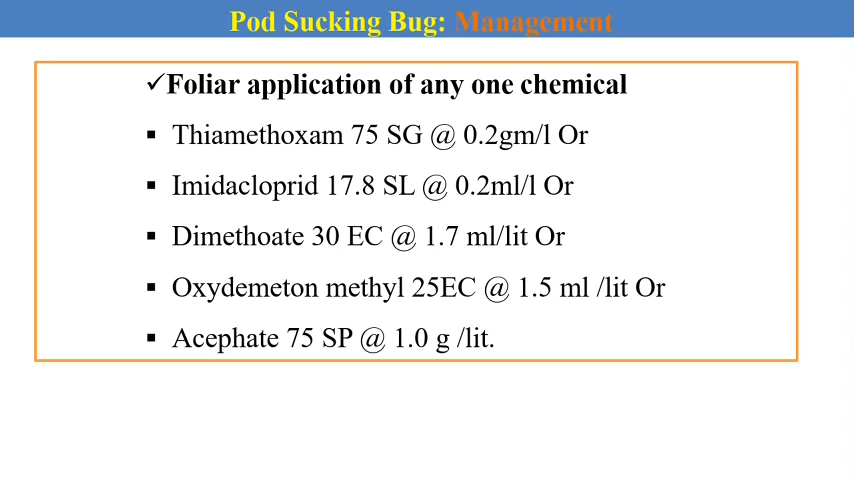 Pod Sucking Bug: Management
✓Foliar application of any one chemical
▪ Thiamethoxam 75 SG @ 0.2gm/l Or
▪ Imidacloprid 17.8 SL @ 0.2ml/l Or
▪ Dimethoate 30 EC @ 1.7 ml/lit Or
▪ Oxydemeton methyl 25EC @ 1.5 ml /lit Or
▪ Acephate 75 SP @ 1.0 g /lit.